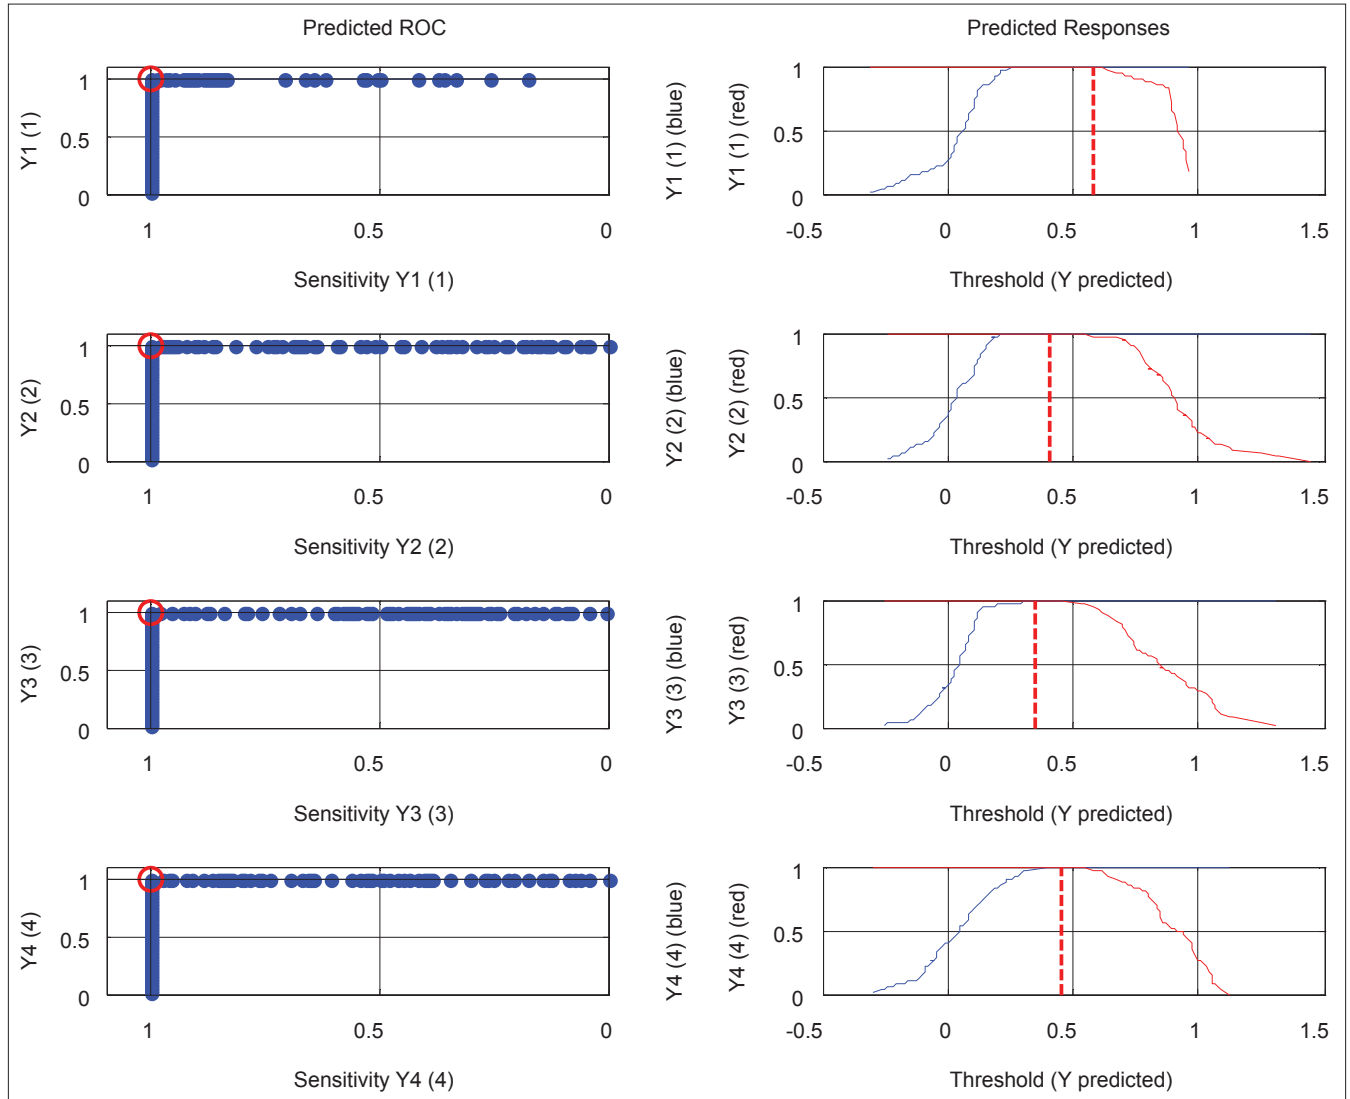 Predicted ROC
Predicted Responses
Y1 (1)
1
0.5
0
1
0.5
0
Sensitivity Y1 (1)
Y1 (1) (blue)
Y1 (1) (red)
1
0.5
0
-0.5
0
0.5
1
1.5
Threshold (Y predicted)
Y2 (2)
1
0.5
0
1
0.5
0
Sensitivity Y2 (2)
Y2 (2) (blue)
Y2 (2) (red)
1
0.5
0
-0.5
0
0.5
1
1.5
Threshold (Y predicted)
Y3 (3)
1
0.5
0
1
0.5
0
Sensitivity Y3 (3)
Y3 (3) (blue)
Y3 (3) (red)
1
0.5
0
-0.5
0
0.5
1
1.5
Threshold (Y predicted)
Y4 (4)
1
0.5
0
1
0.5
0
Sensitivity Y4 (4)
Y4 (4) (blue)
Y4 (4) (red)
1
0.5
0
-0.5
0
0.5
1
1.5
Threshold (Y predicted)